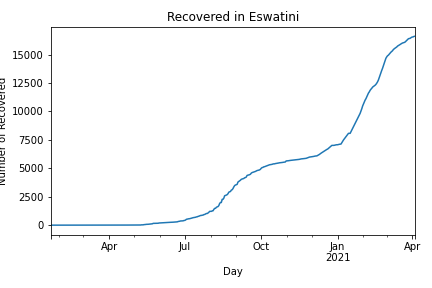 Recovered in Eswatini
Number of Recovered
15000
12500
10000
7500
5000
2500
0
Apr
Jul
Oct
Jan
2021
Apr
Day